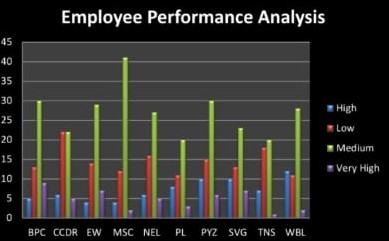 Employee Performance Analysis
45
40
35
30
25
20
15
10
5
0
BPC CCDR EW MSC NEL PL PYZ SVG TNS WBL
High
Low
Medium
Very High